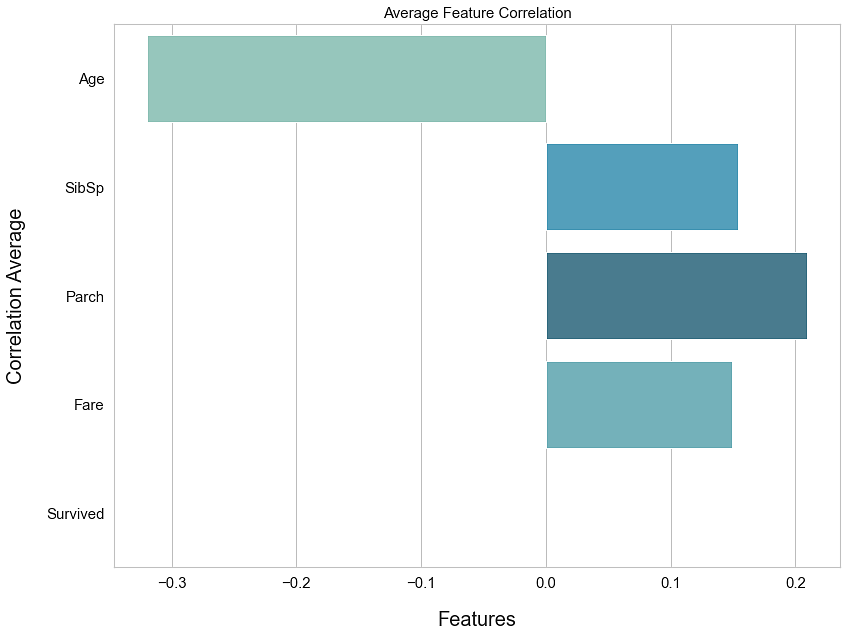 Average Feature Correlation
Correlation Average
Age
SibSp
Parch
Fare
Survived
−0.3
−0.2
−0.1
0.0
0.1
0.2
Features